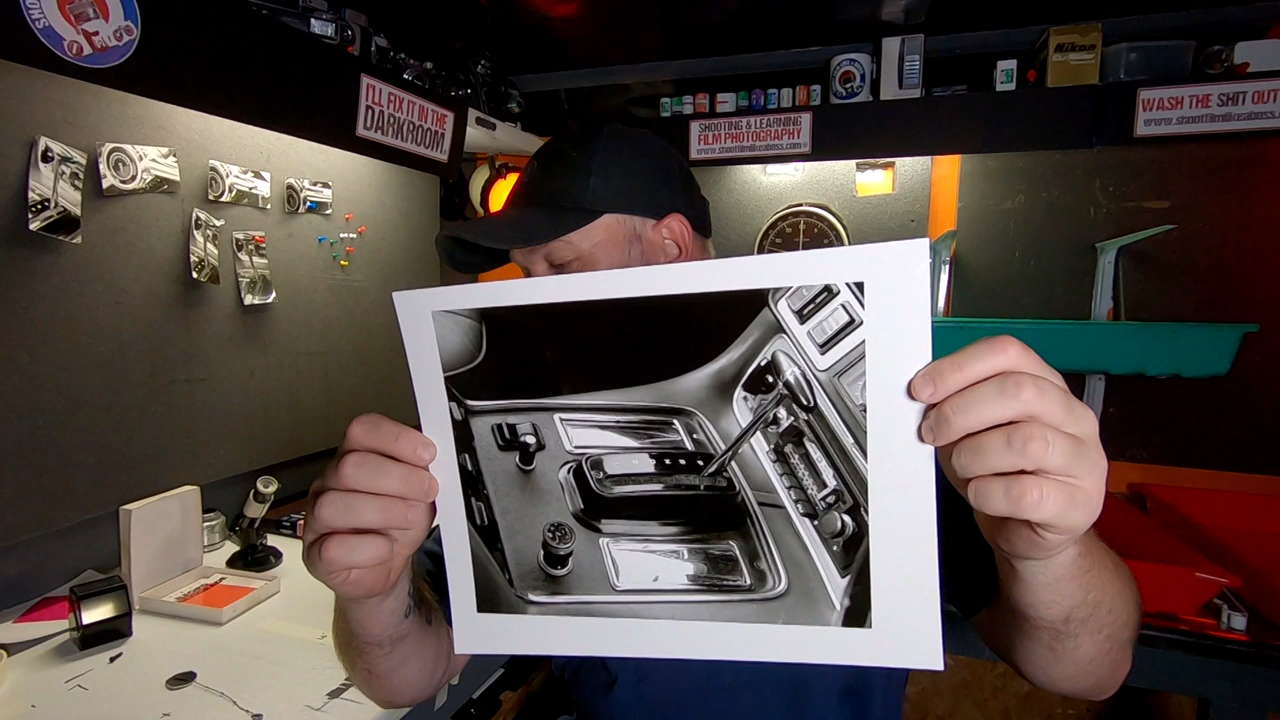 SHOOT
I'LL FIX IT IN THE
DARKROOM
SHOOTING & LEARNING
FILM PHOTOGRAPHY
www.shootfilmlikeaboss.com
Nikon
WASH THE SHIT OUT
www.shootfilmlikeaboss